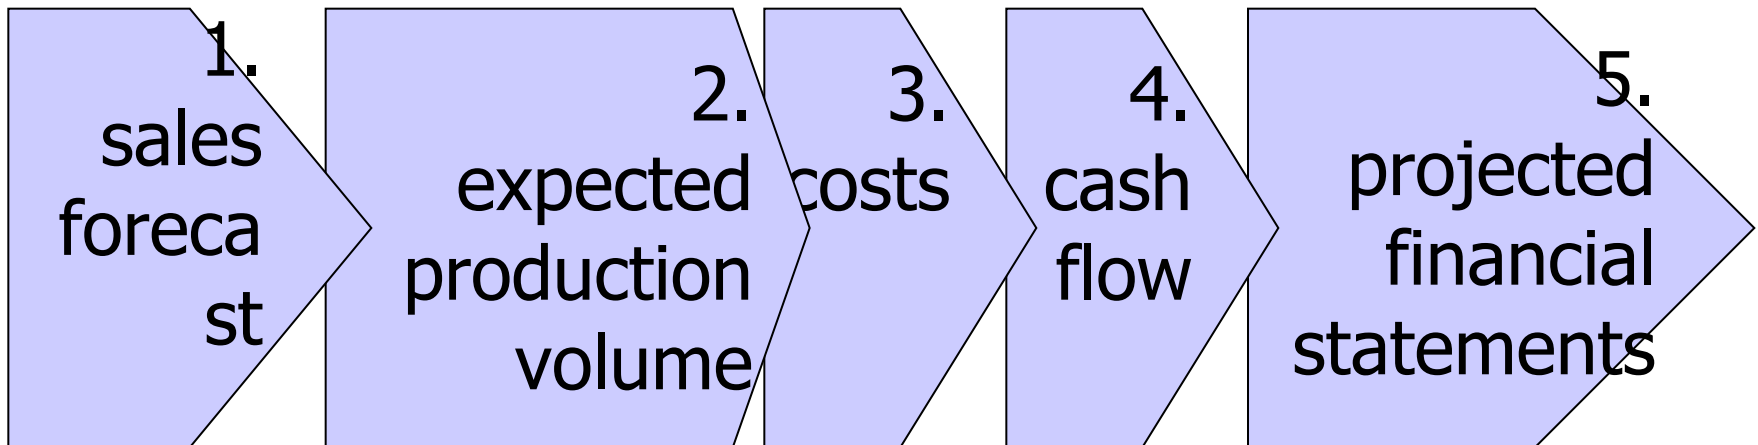 1.
sales
foreca
st
2.
expected
production
volume
3.
costs
4.
cash
flow
5.
projected
financial
statements